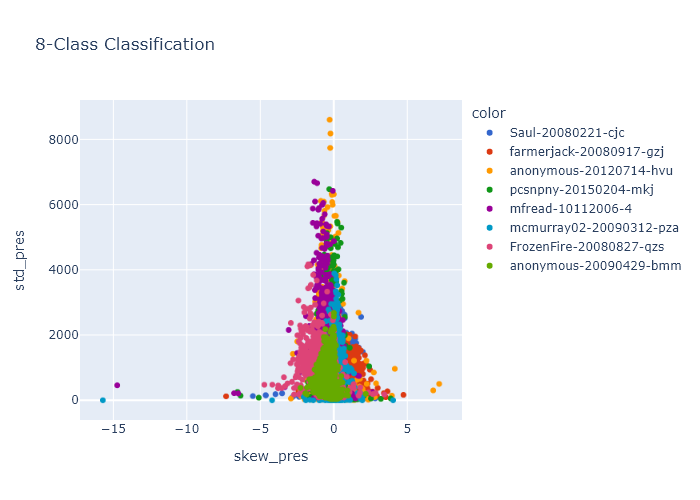 8-Class Classification
color
Saul-20080221-cjc
farmerjack-20080917-gzj
anonymous-20120714-hvu
pcsnpny-20150204-mkj
mfread-10112006-4
mcmurray02-20090312-pza
FrozenFire-20080827-qzs
anonymous-20090429-bmm
8000
6000
4000
2000
0
std_pres
−15
−10
−5
0
5
skew_pres